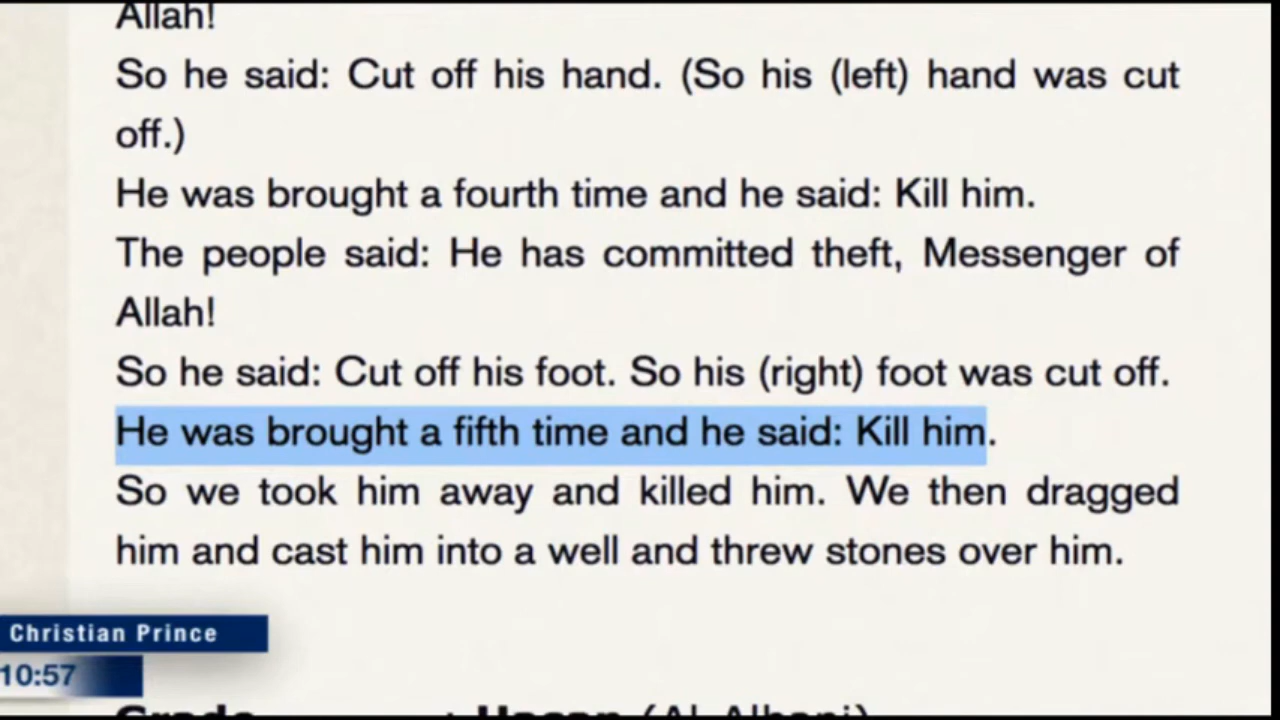 Allah!
So he said: Cut off his hand. (So his (left) hand was cut
off.)
He was brought a fourth time and he said: Kill him.
The people said: He has committed theft, Messenger of
Allah!
So he said: Cut off his foot. So his (right) foot was cut off.
He was brought a fifth time and he said: Kill him.
So we took him away and killed him. We then dragged
him and cast him into a well and threw stones over him.
Christian Prince
10:57
Grade : Hasan (Al-Albani)